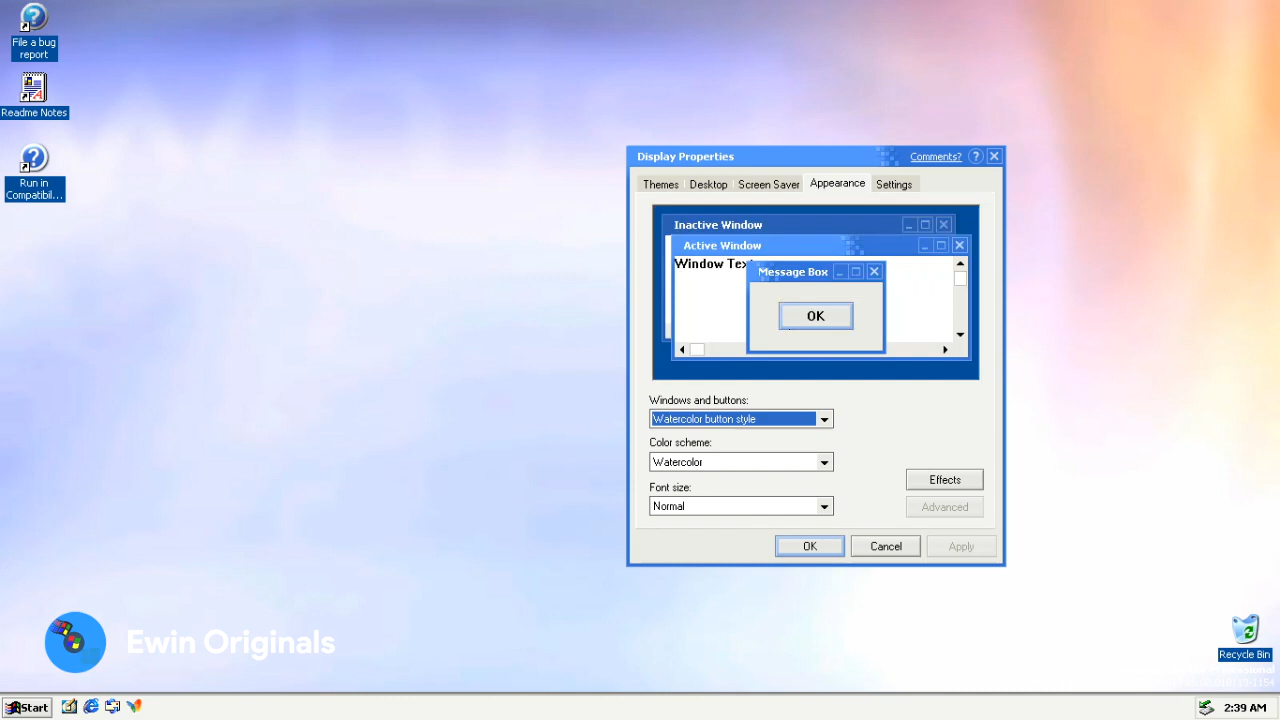 File a bug
report
Readme Notes
Run in
Compatibil...
Display Properties
Comments?
Themes
Desktop
Screen Saver
Appearance
Settings
Inactive Window
Active Window
Window Text
Message Box
OK
Windows and buttons:
Watercolor button style
Color scheme:
Watercolor
Effects
Font size:
Normal
Advanced
OK
Cancel
Apply
Ewin Originals
Recycle Bin
Start
2:39 AM